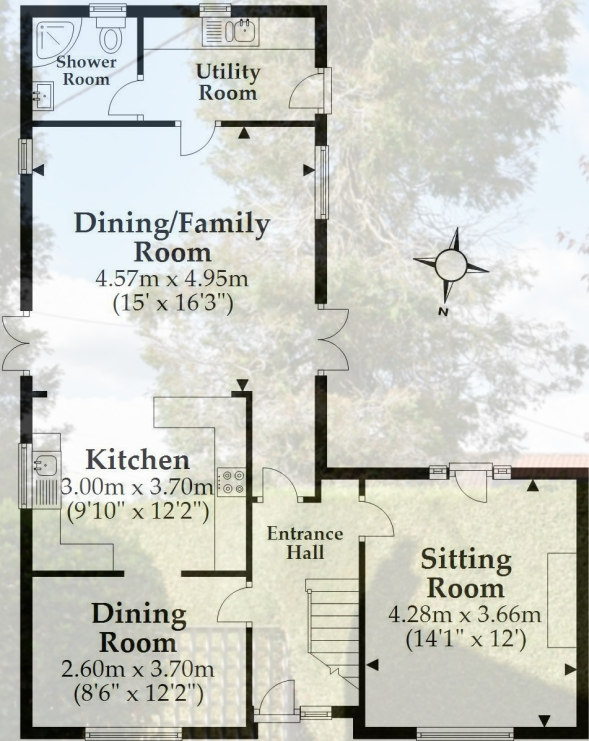 Shower
Room
Utility
Room
Dining/Family
Room
4.57m x 4.95m
(15' x 16'3")
N
Kitchen
3.00m x 3.70m
(9'10" x 12'2")
Entrance
Hall
Sitting
Room
4.28m x 3.66m
(14'1" x 12')
Dining
Room
2.60m x 3.70m
(8'6" x 12'2")